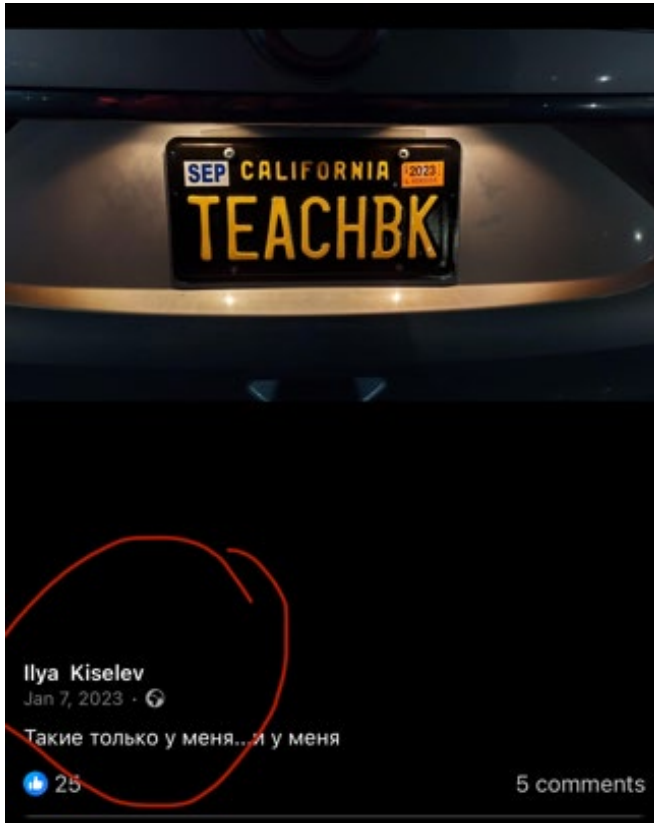 SEP CALIFORNIA 2023
TEACHBK
Ilya Kiselev
Jan 7, 2023 ·
Такие только у меня...и у меня
25 5 comments